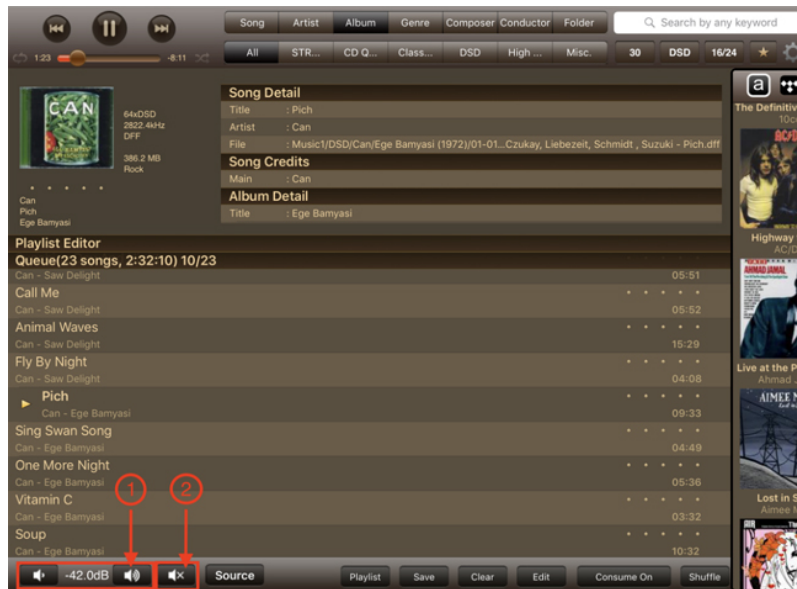 Song Artist Album Genre Composer Conductor Folder Search by any keyword
1:23 -8:11 All STR... CD Q... Class... DSD High ... Misc. 30 DSD 16/24
CAN
64xDSD
2822.4kHz
DFF
386.2 MB
Rock
Can
Pich
Ege Bamyasi
Song Detail
Title : Pich
Artist : Can
File : Music1/DSD/Can/Ege Bamyasi (1972)/01-01...Czukay, Liebezeit, Schmidt , Suzuki - Pich.dff
Song Credits
Main : Can
Album Detail
Title : Ege Bamyasi
a
The Definitiv
10c
Highway
AC/D
AHMAD JAMAL
Live at the P
Ahmad
AIMEE
Lost in S
Aimee M
Playlist Editor
Queue(23 songs, 2:32:10) 10/23
Can - Saw Delight 05:51
Call Me
Can - Saw Delight 05:52
Animal Waves
Can - Saw Delight 15:29
Fly By Night
Can - Saw Delight 04:08
Pich
Can - Ege Bamyasi 09:33
Sing Swan Song
Can - Ege Bamyasi 04:49
One More Night
Can - Ege Bamyasi 05:36
Vitamin C
Can - Ege Bamyasi 03:32
Soup
Can - Ege Bamyasi 10:32
1 2
-42.0dB Source Playlist Save Clear Edit Consume On Shuffle